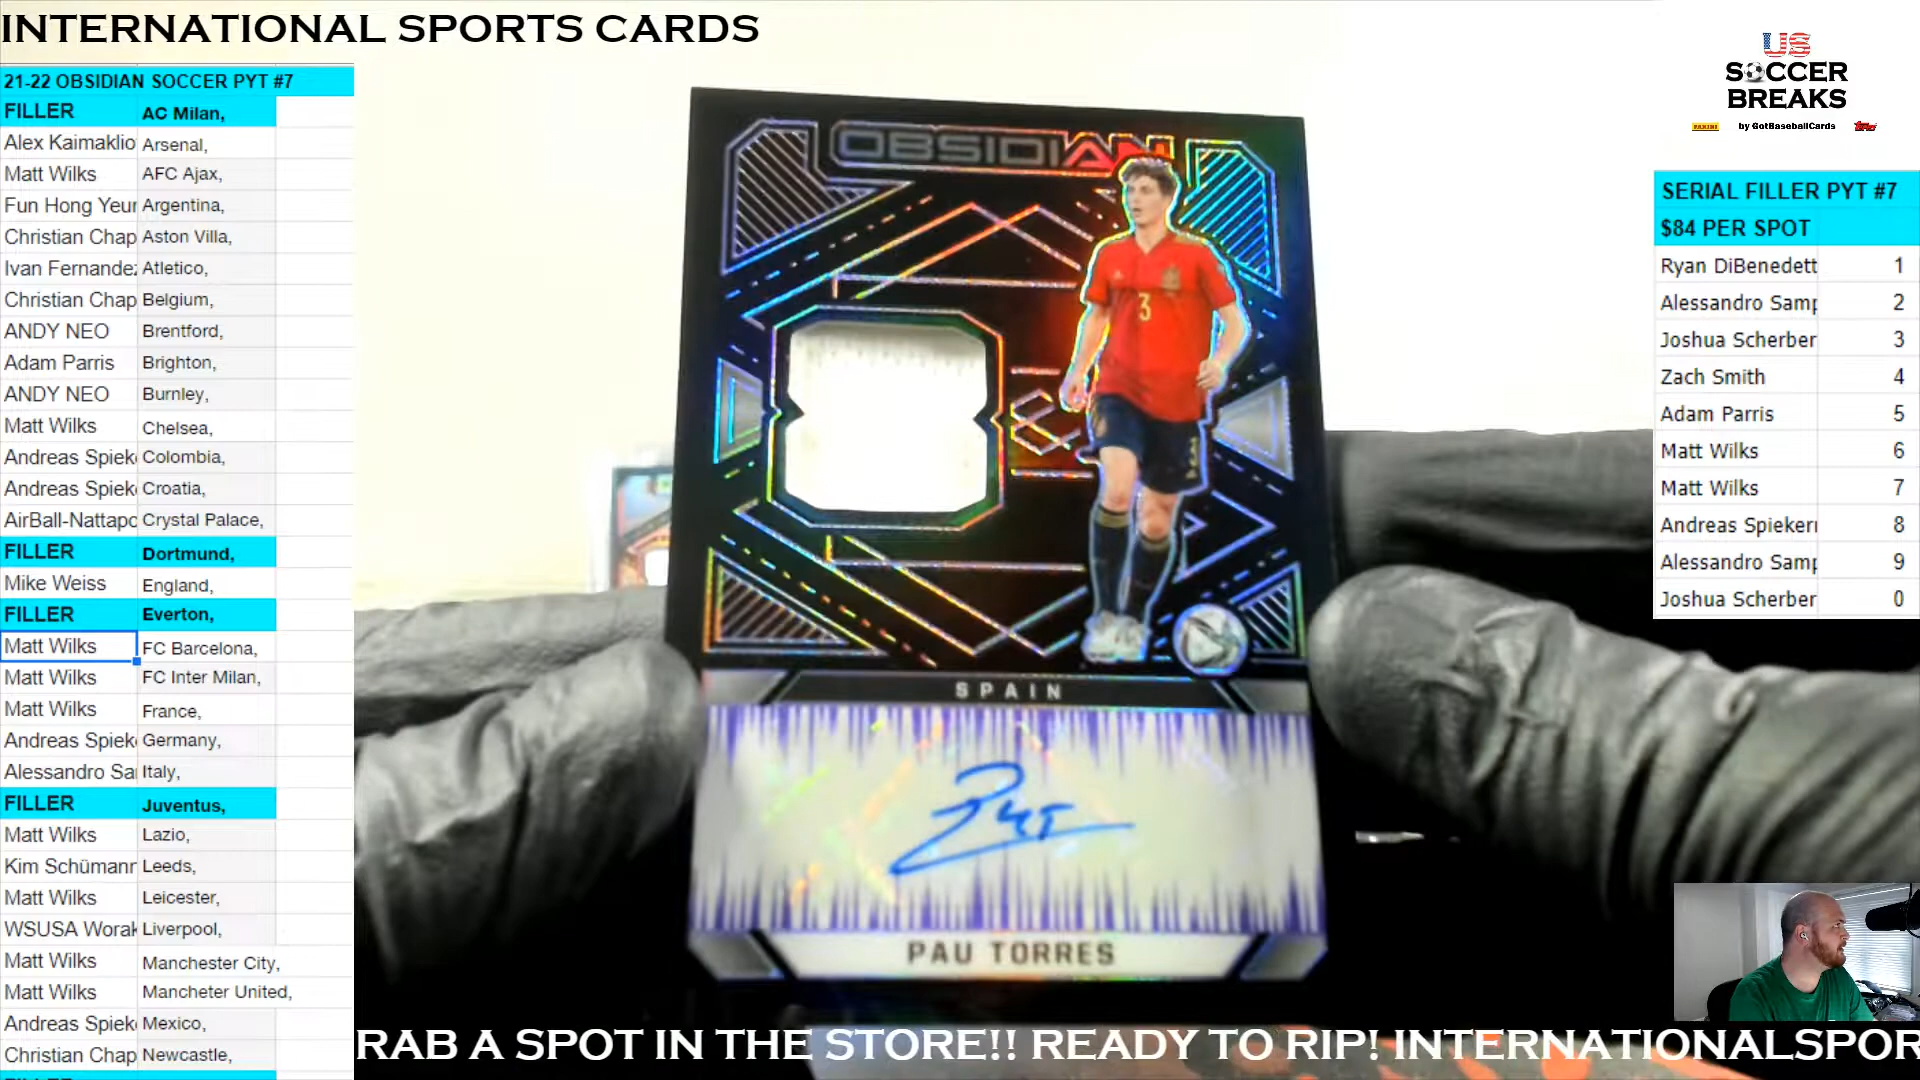 INTERNATIONAL SPORTS CARDS
21-22 OBSIDIAN SOCCER PYT #7
FILLER AC Milan,
Alex Kaimaklio Arsenal,
Matt Wilks AFC Ajax,
Fun Hong Yeun Argentina,
Christian Chap Aston Villa,
Ivan Fernandez Atletico,
Christian Chap Belgium,
ANDY NEO Brentford,
Adam Parris Brighton,
ANDY NEO Burnley,
Matt Wilks Chelsea,
Andreas Spiek Colombia,
Andreas Spiek Croatia,
AirBall-Nattapo Crystal Palace,
FILLER Dortmund,
Mike Weiss England,
FILLER Everton,
Matt Wilks FC Barcelona,
Matt Wilks FC Inter Milan,
Matt Wilks France,
Andreas Spiek Germany,
Alessandro Sa Italy,
FILLER Juventus,
Matt Wilks Lazio,
Kim Schümann Leeds,
Matt Wilks Leicester,
WSUSA Worak Liverpool,
Matt Wilks Manchester City,
Matt Wilks Mancheter United,
Andreas Spiek Mexico,
Christian Chap Newcastle,
OBSIDIAN
3
SPAIN
PAU TORRES
US
SOCCER
BREAKS
PANINI by GotBaseballCards Topps
SERIAL FILLER PYT #7
$84 PER SPOT
Ryan DiBenedett 1
Alessandro Samp 2
Joshua Scherber 3
Zach Smith 4
Adam Parris 5
Matt Wilks 6
Matt Wilks 7
Andreas Spiekern 8
Alessandro Samp 9
Joshua Scherber 0
RAB A SPOT IN THE STORE!! READY TO RIP! INTERNATIONALSPOR